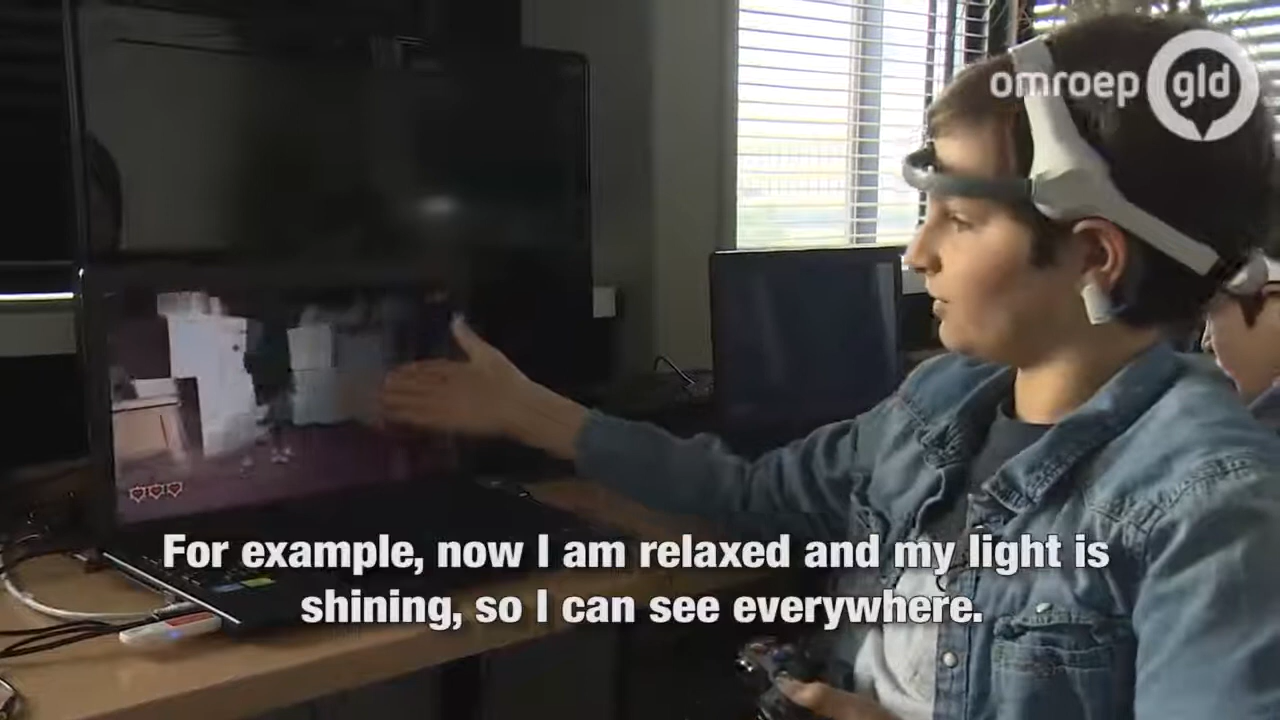 omroep gld
For example, now I am relaxed and my light is
shining, so I can see everywhere.